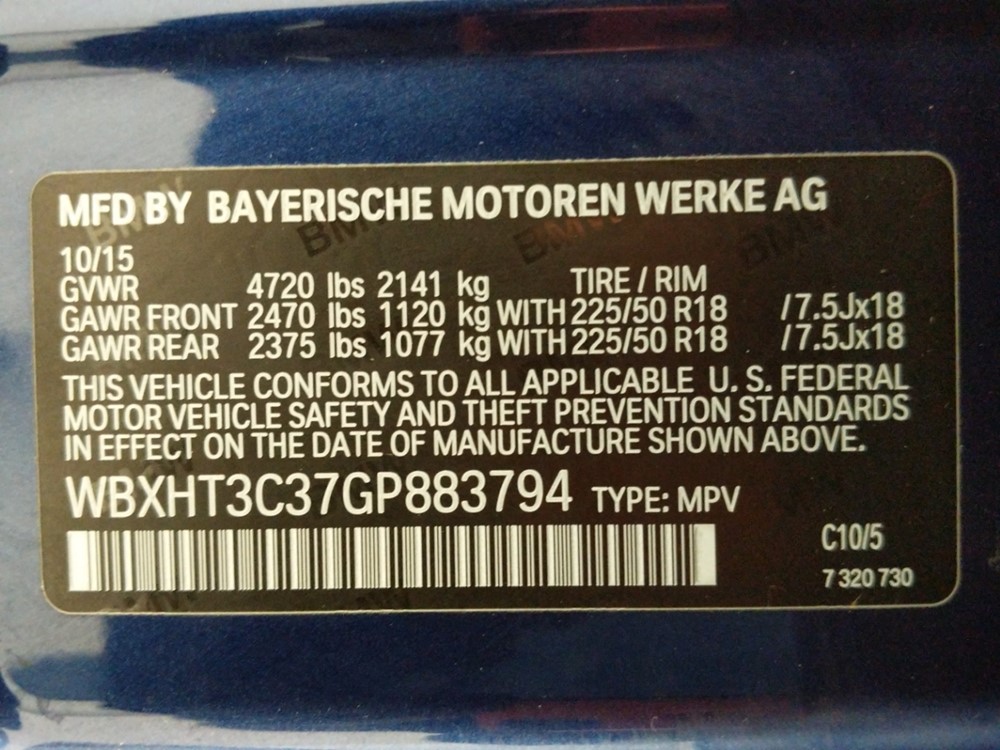 MFD BY BAYERISCHE MOTOREN WERKE AG
10/15
GVWR 4720 lbs 2141 kg TIRE / RIM
GAWR FRONT 2470 lbs 1120 kg WITH 225/50 R18 /7.5Jx18
GAWR REAR 2375 lbs 1077 kg WITH 225/50 R18 /7.5Jx18
THIS VEHICLE CONFORMS TO ALL APPLICABLE U. S. FEDERAL
MOTOR VEHICLE SAFETY AND THEFT PREVENTION STANDARDS
IN EFFECT ON THE DATE OF MANUFACTURE SHOWN ABOVE.
WBXHT3C37GP883794 TYPE: MPV
C10/5
7 320 730